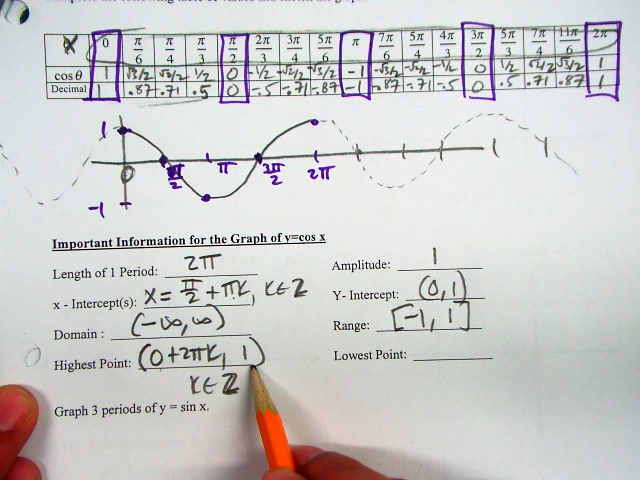 x 0 π/6 π/4 π/3 π/2 2π/3 3π/4 5π/6 π 7π/6 5π/4 4π/3 3π/2 5π/3 7π/4 11π/6 2π
cos θ 1 √3/2 √2/2 1/2 0 -1/2 -√2/2 -√3/2 -1 -√3/2 -√2/2 -1/2 0 1/2 √2/2 √3/2 1
Decimal 1 .87 .71 .5 0 -.5 -.71 -.87 -1 -.87 -.71 -.5 0 .5 .71 .87 1
1
0 π/2 π 3π/2 2π
-1
Important Information for the Graph of y=cos x
Length of 1 Period: 2π
Amplitude: 1
x - Intercept(s): x = π/2 + πK, K∈ℤ
Y- Intercept: (0,1)
Domain : (-∞,∞)
Range: [-1, 1]
Highest Point: (0+2πK, 1)
K∈ℤ
Lowest Point:
Graph 3 periods of y = sin x.